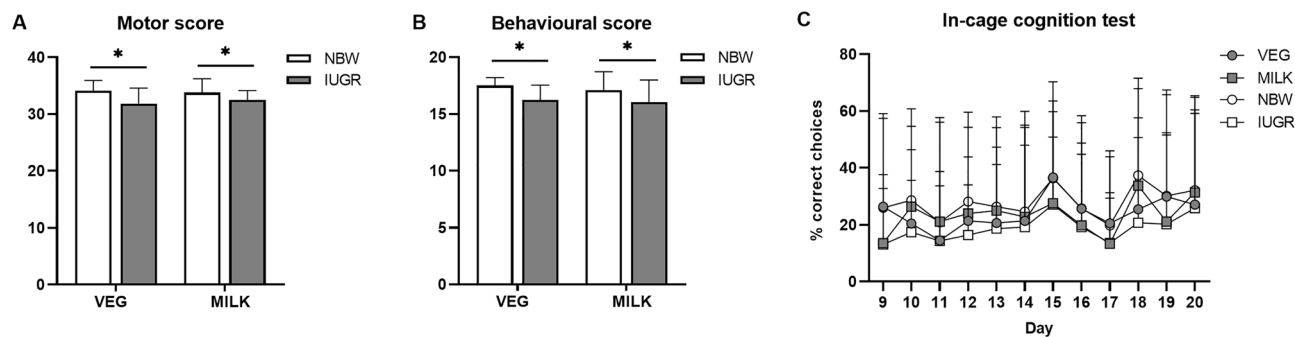 A
Motor score
*
*
NBW
IUGR
40
30
20
10
0
VEG
MILK
B
Behavioural score
*
*
NBW
IUGR
20
15
10
5
0
VEG
MILK
C
In-cage cognition test
VEG
MILK
NBW
IUGR
% correct choices
80
60
40
20
0
9 10 11 12 13 14 15 16 17 18 19 20
Day